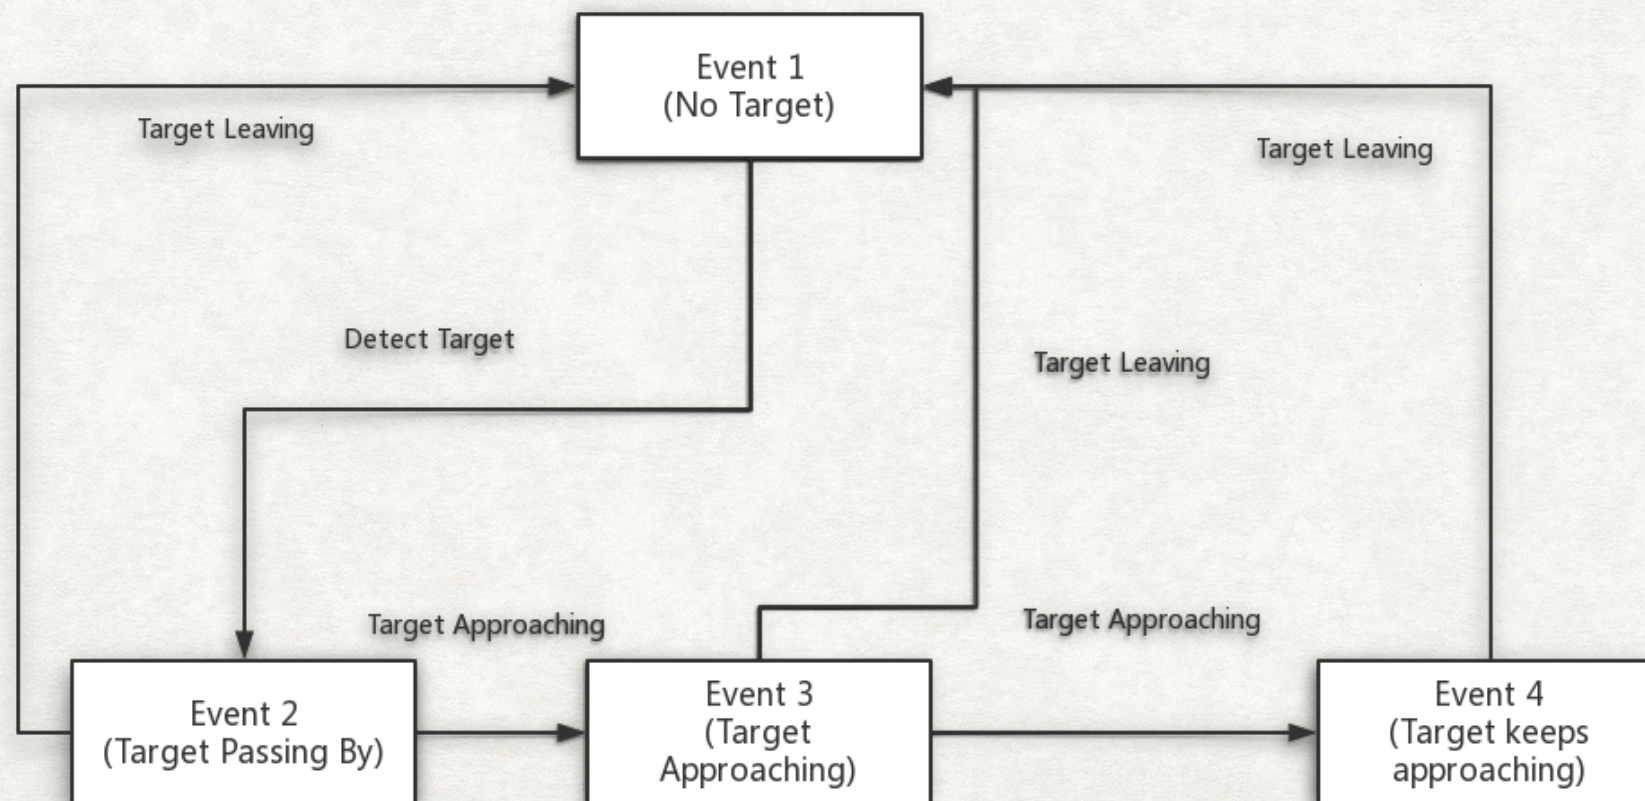 Event 1
(No Target)
Target Leaving
Target Leaving
Detect Target
Target Leaving
Target Approaching
Target Approaching
Event 2
(Target Passing By)
Event 3
(Target
Approaching)
Event 4
(Target keeps
approaching)